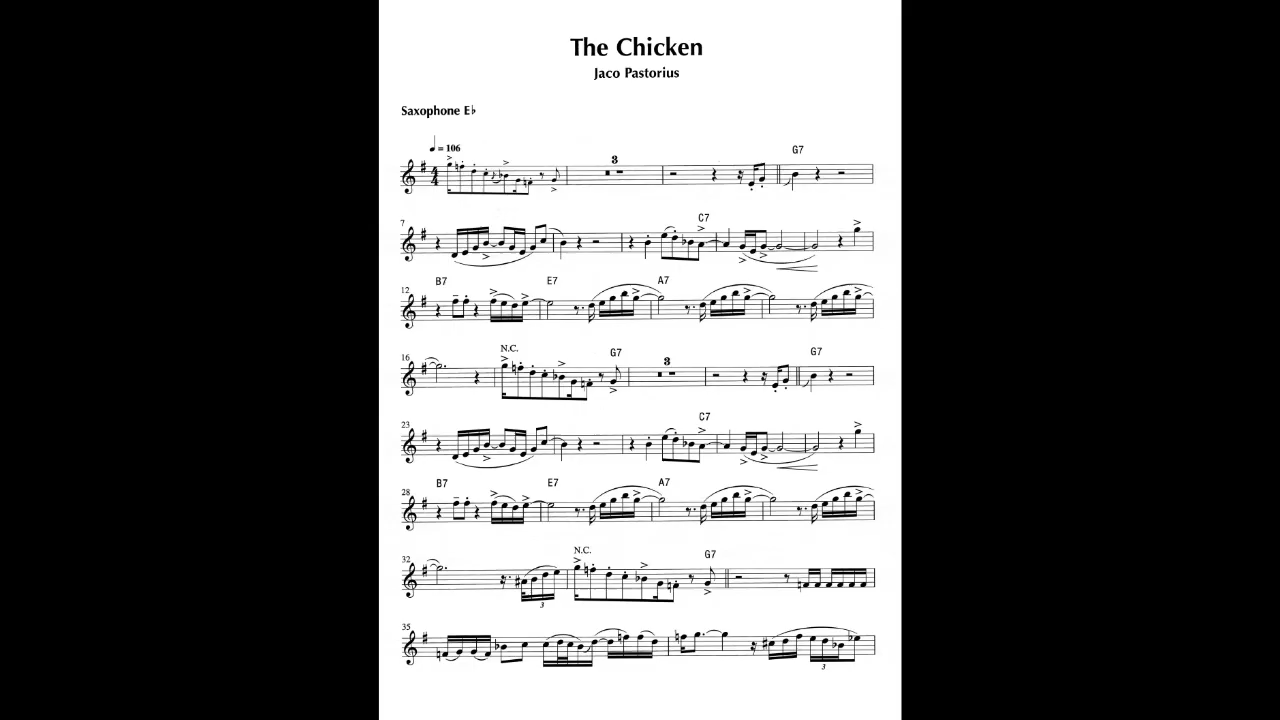 The Chicken
Jaco Pastorius
Saxophone E♭
♩ = 106
3
G7
7
C7
12
B7 E7 A7
16
N.C. G7 3 G7
23
C7
28
B7 E7 A7
32
N.C. G7
3
35
3